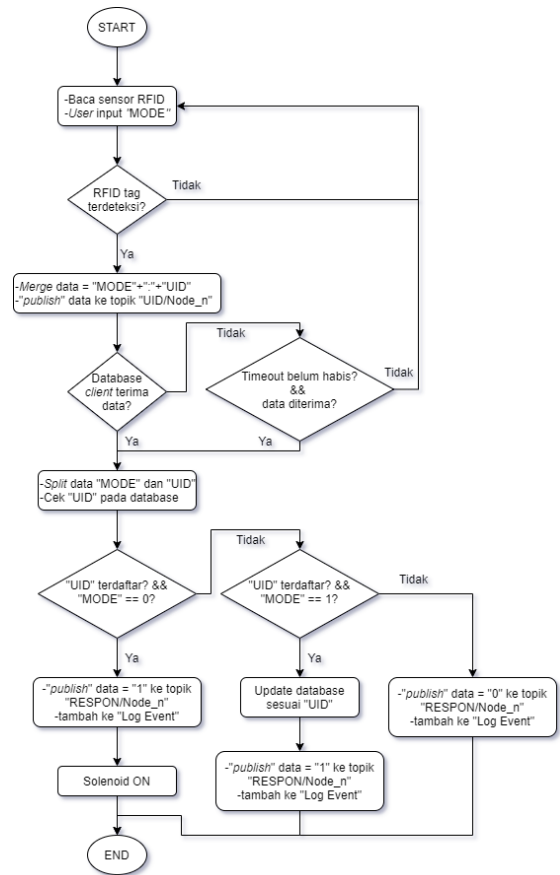 START
-Baca sensor RFID
-User input "MODE"
RFID tag
terdeteksi?
Tidak
Ya
-Merge data = "MODE"+":"+"UID"
-"publish" data ke topik "UID/Node_n"
Tidak
Database
client terima
data?
Timeout belum habis?
&&
data diterima?
Tidak
Ya
Ya
-Split data "MODE" dan "UID"
-Cek "UID" pada database
Tidak
"UID" terdaftar? &&
"MODE" == 0?
"UID" terdaftar? &&
"MODE" == 1?
Tidak
Ya
Ya
-"publish" data = "1" ke topik
"RESPON/Node_n"
-tambah ke "Log Event"
Update database
sesuai "UID"
-"publish" data = "0" ke topik
"RESPON/Node_n"
-tambah ke "Log Event"
Solenoid ON
-"publish" data = "1" ke topik
"RESPON/Node_n"
-tambah ke "Log Event"
END